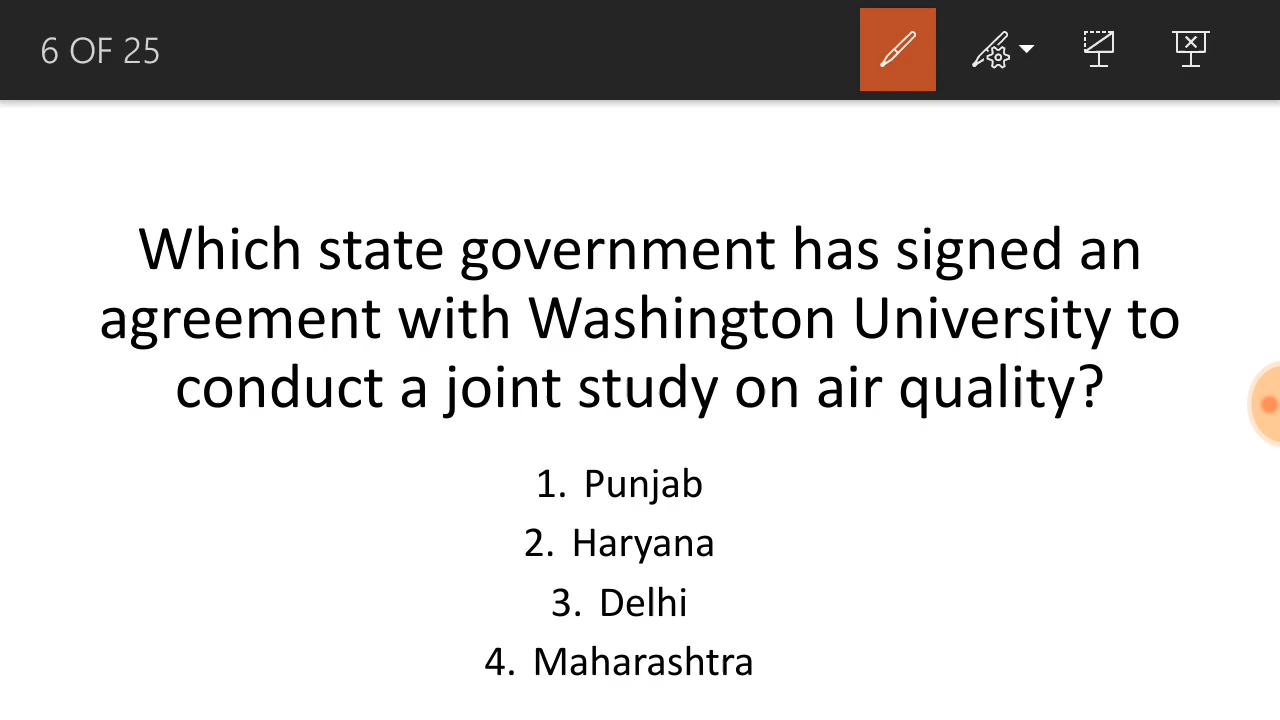 6 OF 25
Which state government has signed an
agreement with Washington University to
conduct a joint study on air quality?
1. Punjab
2. Haryana
3. Delhi
4. Maharashtra